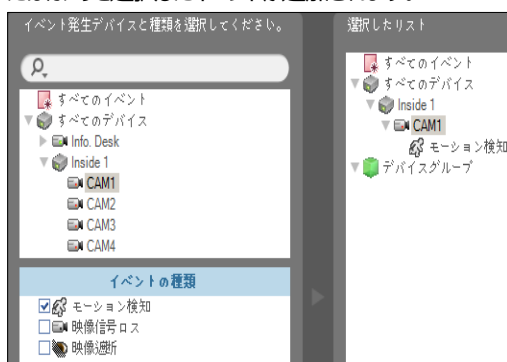 イベント発生デバイスと種類を選択してください。
すべてのイベント
すべてのデバイス
Info. Desk
Inside 1
CAM1
CAM2
CAM3
CAM4
イベントの種類
モーション検知
映像信号ロス
映像遮断
選択したリスト
すべてのイベント
すべてのデバイス
Inside 1
CAM1
モーション検知
デバイスグループ